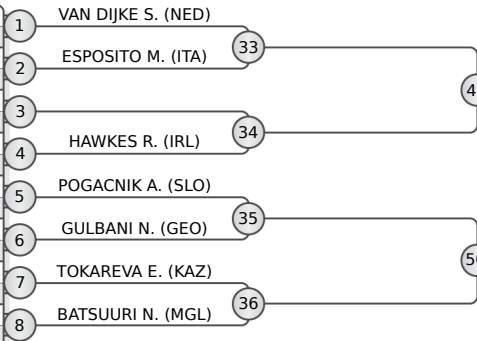 1
VAN DIJKE S. (NED)
33
2
ESPOSITO M. (ITA)
3
34
4
HAWKES R. (IRL)
5
POGACNIK A. (SLO)
35
6
GULBANI N. (GEO)
7
TOKAREVA E. (KAZ)
36
8
BATSUURI N. (MGL)